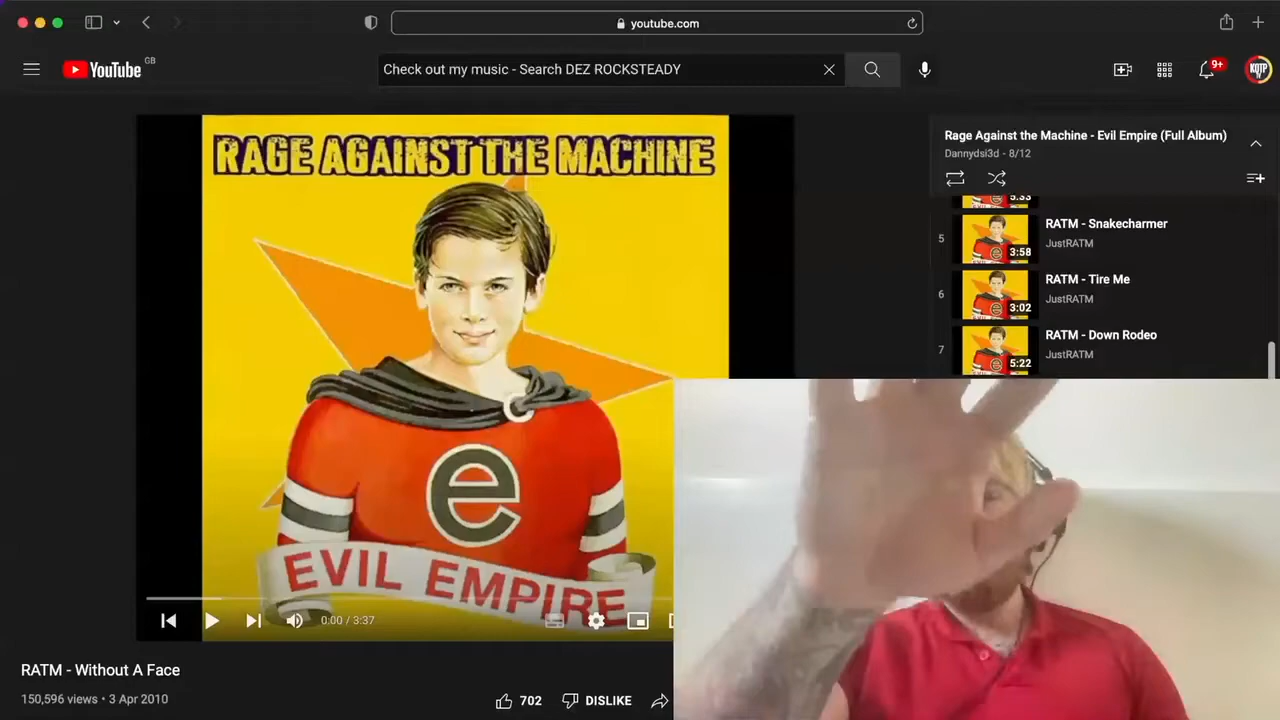 youtube.com
YouTube GB
Check out my music - Search DEZ ROCKSTEADY
9+
KQTP
RAGE AGAINST THE MACHINE
e
EVIL EMPIRE
0:00 / 3:37
RATM - Without A Face
150,596 views • 3 Apr 2010
702
DISLIKE
Rage Against the Machine - Evil Empire (Full Album)
Dannydsi3d - 8/12
5:33
5
RATM - Snakecharmer
JustRATM
3:58
6
RATM - Tire Me
JustRATM
3:02
7
RATM - Down Rodeo
JustRATM
5:22